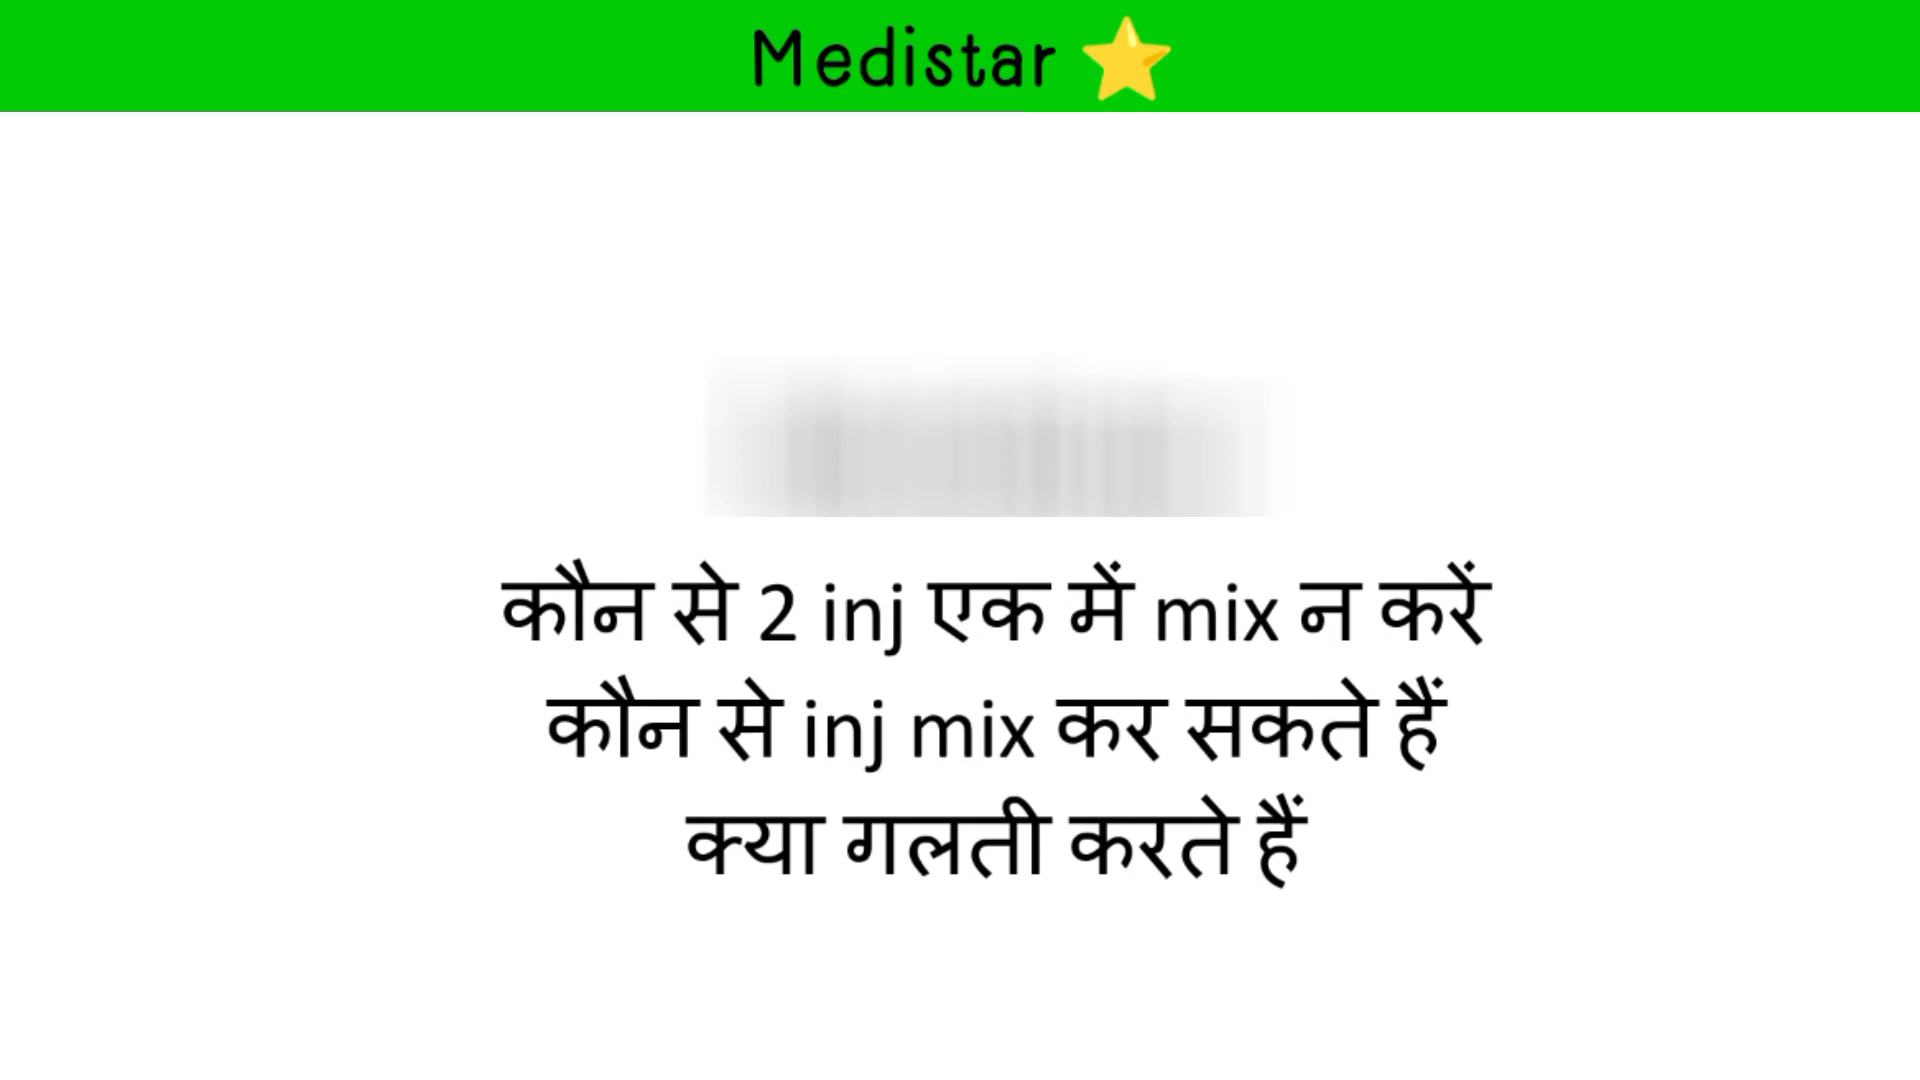 Medistar
कौन से 2 inj एक में mix न करें
कौन से inj mix कर सकते हैं
क्या गलती करते हैं